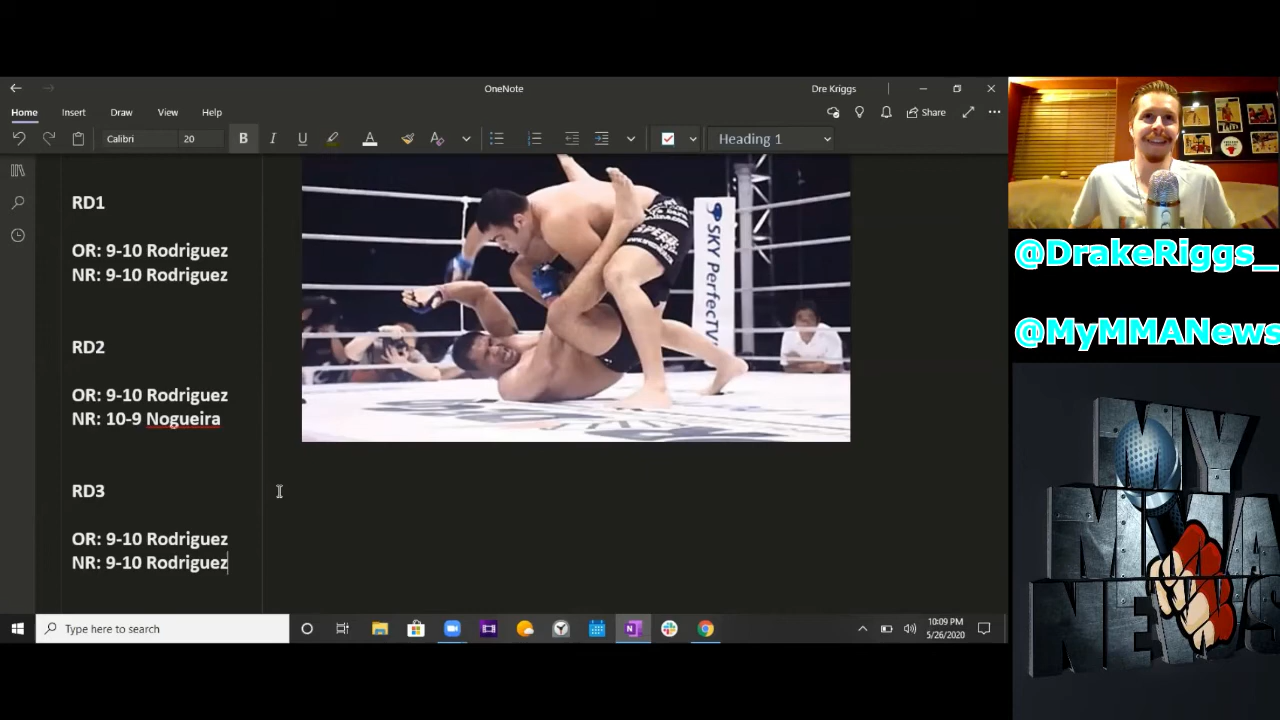 OneNote
Dre Kriggs
Home
Insert
Draw
View
Help
Share
Calibri
20
B
I
U
A
Heading 1
RD1
OR: 9-10 Rodriguez
NR: 9-10 Rodriguez
RD2
OR: 9-10 Rodriguez
NR: 10-9 Nogueira
RD3
OR: 9-10 Rodriguez
NR: 9-10 Rodriguez
SKY PerfecTV
SPEED
@DrakeRiggs_
@MyMMANews
MY
MMA
NEWS
Type here to search
10:09 PM
5/26/2020